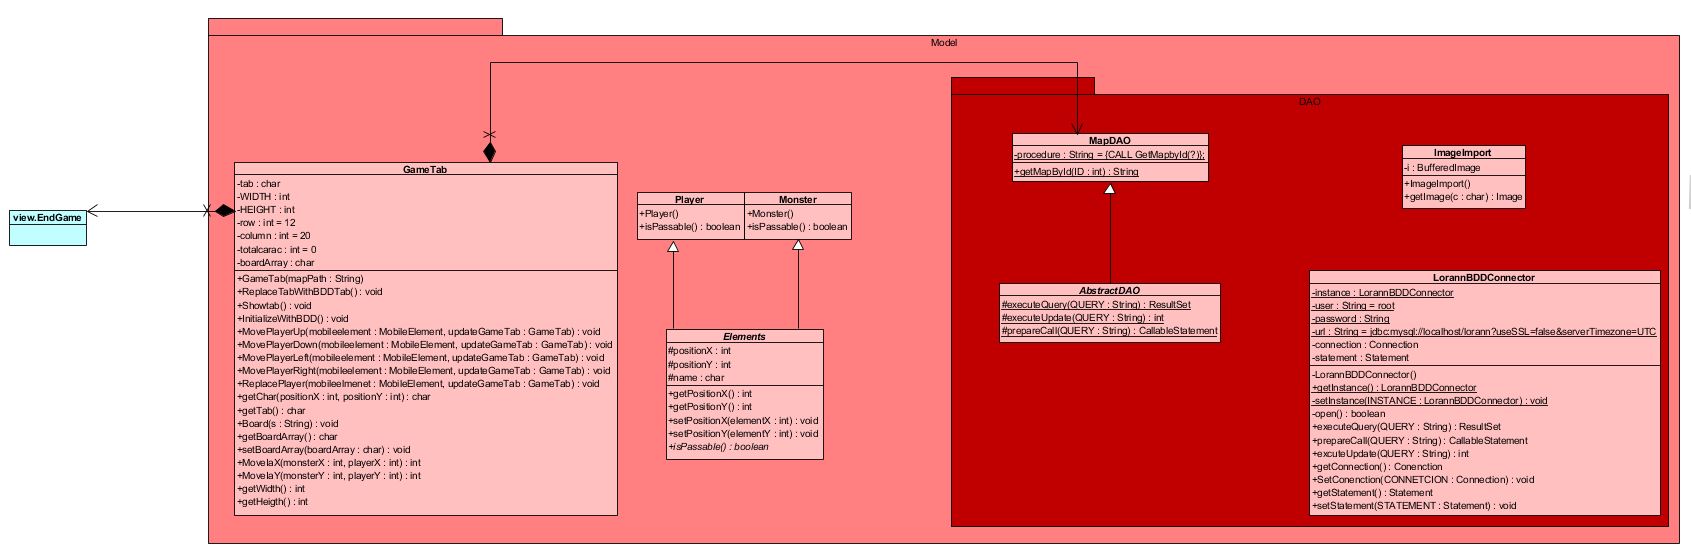 Model
DAO
view.EndGame
GameTab
-tab : char
-WIDTH : int
-HEIGHT : int
-row : int = 12
-column : int = 20
-totalcarac : int = 0
-boardArray : char
+GameTab(mapPath : String)
+ReplaceTabWithBDDTab() : void
+Showtab() : void
+InitializeWithBDD() : void
+MovePlayerUp(mobileelement : MobileElement, updateGameTab : GameTab) : void
+MovePlayerDown(mobileelement : MobileElement, updateGameTab : GameTab) : void
+MovePlayerLeft(mobileelement : MobileElement, updateGameTab : GameTab) : void
+MovePlayerRight(mobileelement : MobileElement, updateGameTab : GameTab) : void
+ReplacePlayer(mobileelmenet : MobileElement, updateGameTab : GameTab) : void
+getChar(positionX : int, positionY : int) : char
+getTab() : char
+Board(s : String) : void
+getBoardArray() : char
+setBoardArray(boardArray : char) : void
+MoveIaX(monsterX : int, playerX : int) : int
+MoveIaY(monsterY : int, playerY : int) : int
+getWidth() : int
+getHeigth() : int
Player
+Player()
+isPassable() : boolean
Monster
+Monster()
+isPassable() : boolean
Elements
#positionX : int
#positionY : int
#name : char
+getPositionX() : int
+getPositionY() : int
+setPositionX(elementX : int) : void
+setPositionY(elementY : int) : void
+isPassable() : boolean
MapDAO
-procedure : String = {CALL GetMapbyId(?)};
+getMapById(ID : int) : String
AbstractDAO
#executeQuery(QUERY : String) : ResultSet
#executeUpdate(QUERY : String) : int
#prepareCall(QUERY : String) : CallableStatement
ImageImport
-i : BufferedImage
+ImageImport()
+getImage(c : char) : Image
LorannBDDConnector
-instance : LorannBDDConnector
-user : String = root
-password : String
-url : String = jdbc:mysql://localhost/lorann?useSSL=false&serverTimezone=UTC
-connection : Connection
-statement : Statement
-LorannBDDConnector()
+getInstance() : LorannBDDConnector
-setInstance(INSTANCE : LorannBDDConnector) : void
-open() : boolean
+executeQuery(QUERY : String) : ResultSet
+prepareCall(QUERY : String) : CallableStatement
+excuteUpdate(QUERY : String) : int
+getConnection() : Conenction
+SetConenction(CONNETCION : Connection) : void
+getStatement() : Statement
+setStatement(STATEMENT : Statement) : void